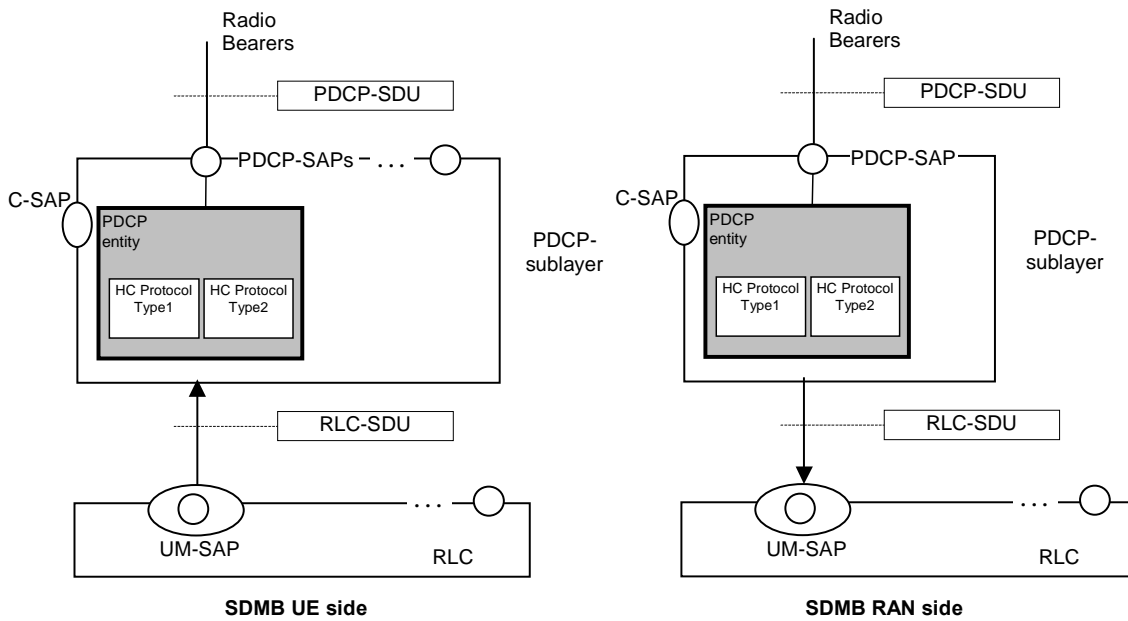 Radio
Bearers
PDCP-SDU
PDCP-SAPs ...
C-SAP
PDCP
entity
HC Protocol
Type1
HC Protocol
Type2
PDCP-
sublayer
RLC-SDU
...
UM-SAP
RLC
SDMB UE side
Radio
Bearers
PDCP-SDU
PDCP-SAP
C-SAP
PDCP
entity
HC Protocol
Type1
HC Protocol
Type2
PDCP-
sublayer
RLC-SDU
...
UM-SAP
RLC
SDMB RAN side